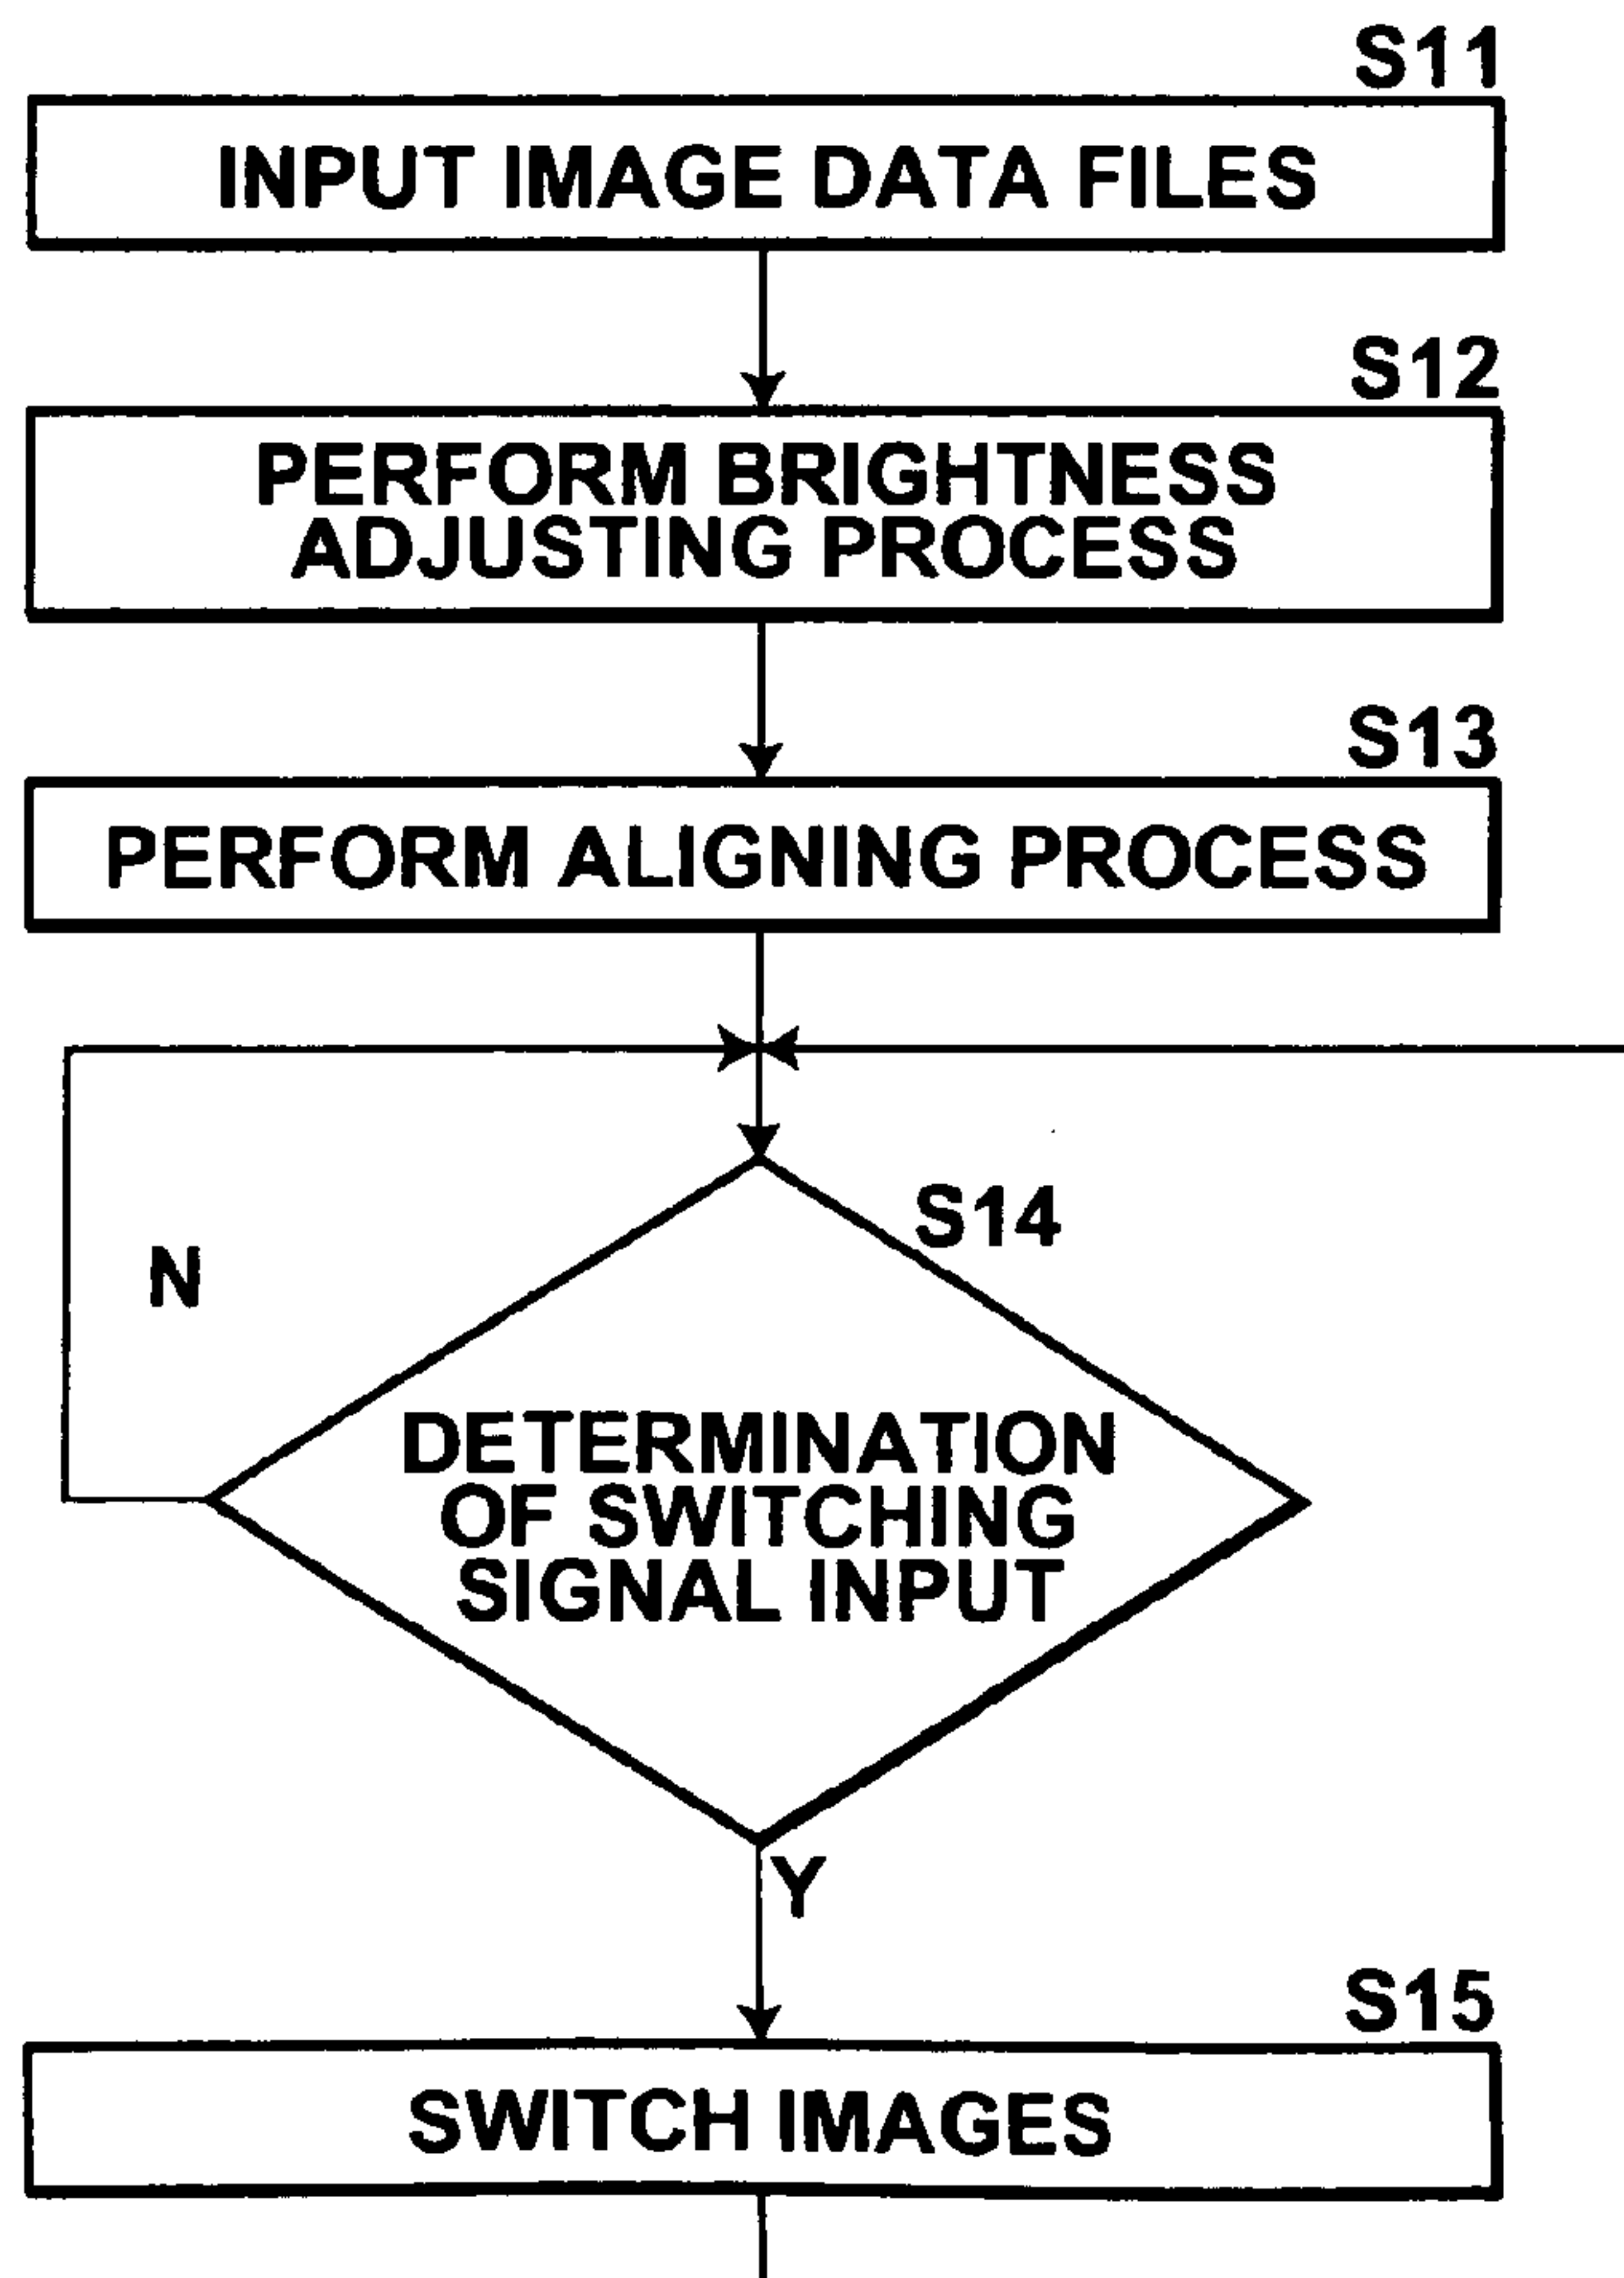 S11
INPUT IMAGE DATA FILES
S12
PERFORM BRIGHTNESS
ADJUSTING PROCESS
S13
PERFORM ALIGNING PROCESS
S14
N
DETERMINATION
OF SWITCHING
SIGNAL INPUT
Y
S15
SWITCH IMAGES